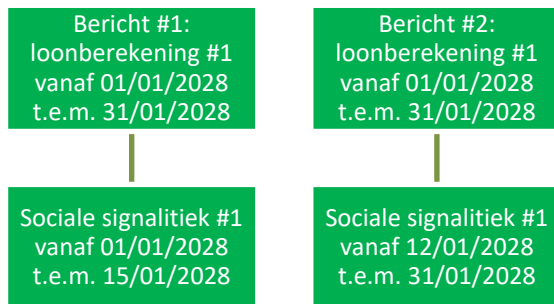 Bericht #1:
loonberekening #1
vanaf 01/01/2028
t.e.m. 31/01/2028
Sociale signalitiek #1
vanaf 01/01/2028
t.e.m. 15/01/2028
Bericht #2:
loonberekening #1
vanaf 01/01/2028
t.e.m. 31/01/2028
Sociale signalitiek #1
vanaf 12/01/2028
t.e.m. 31/01/2028